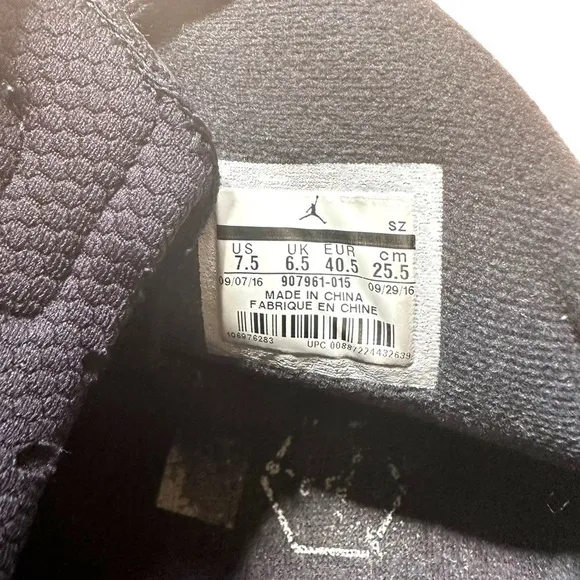 SZ
US UK EUR cm
7.5 6.5 40.5 25.5
09/07/16 907961-015 09/29/16
MADE IN CHINA
FABRIQUE EN CHINE
106976283 UPC 00887224432639